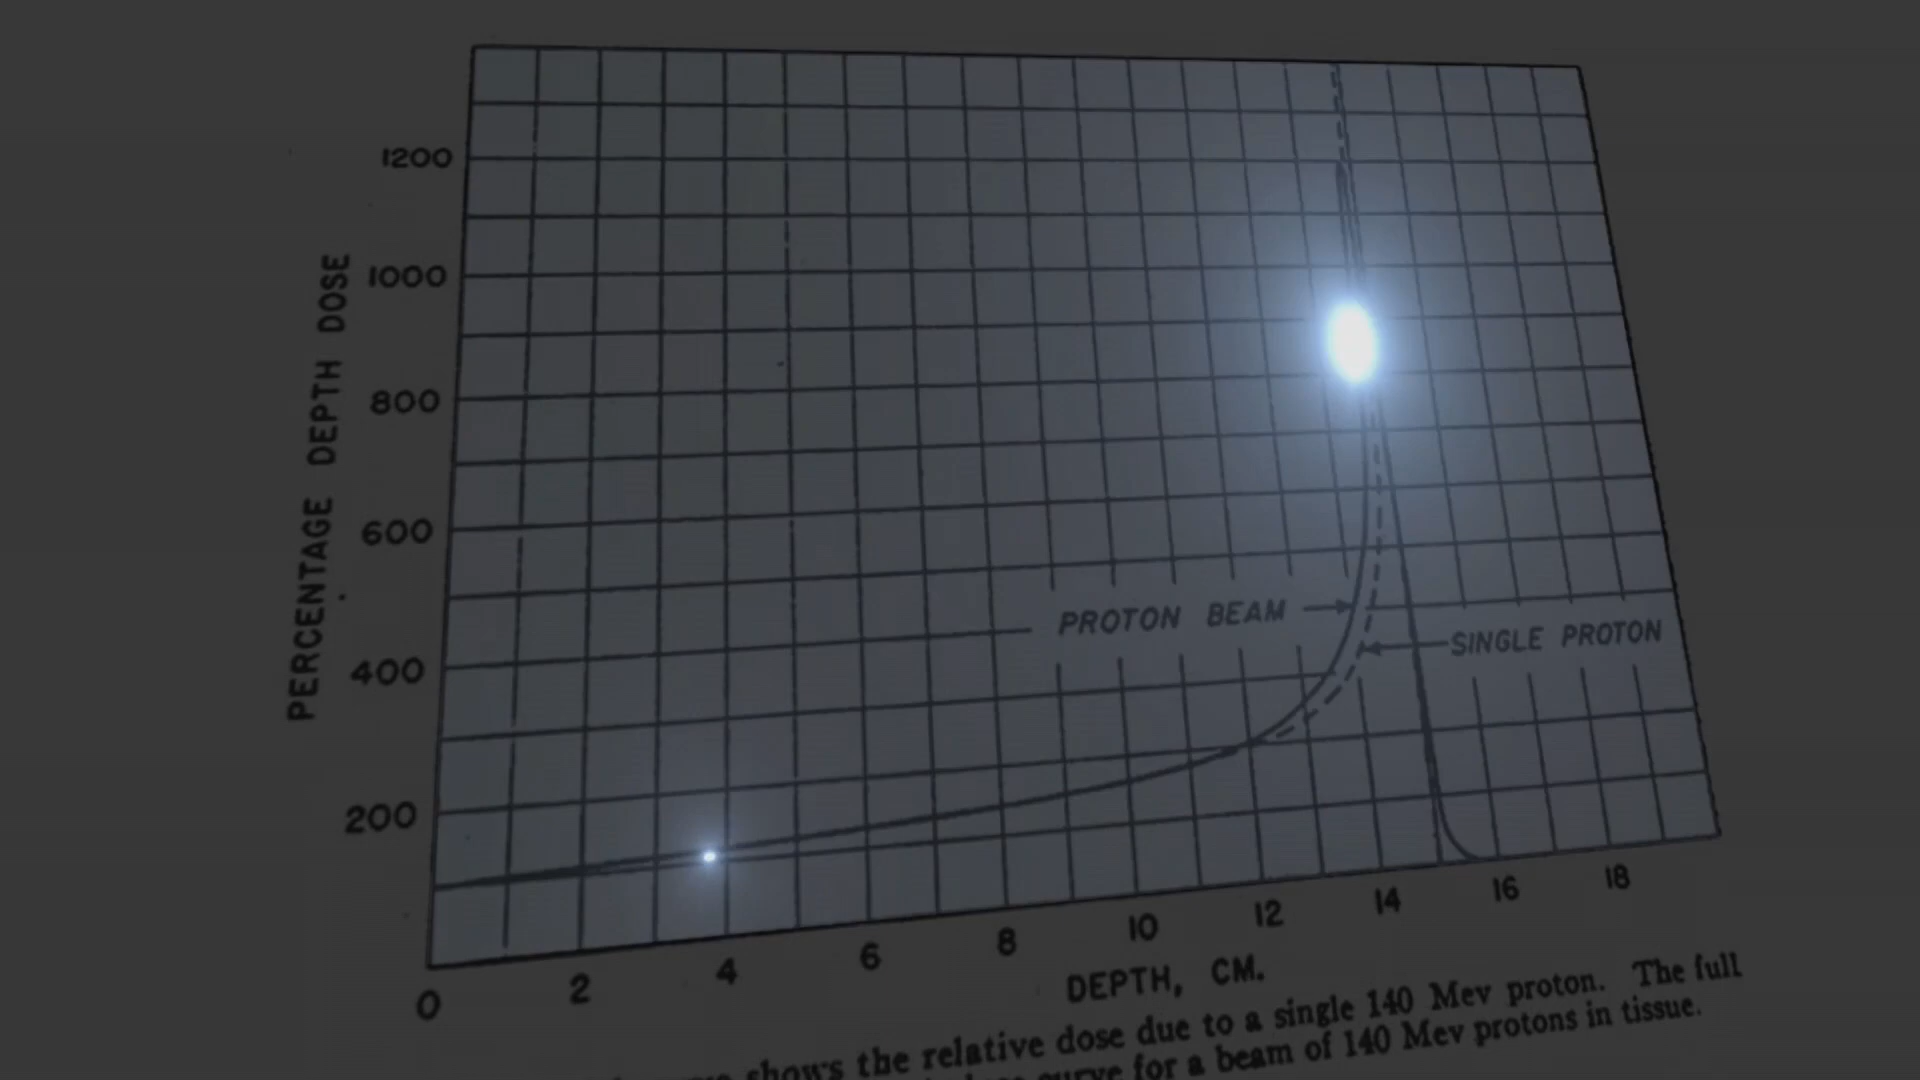 PERCENTAGE DEPTH DOSE
1200
1000
800
600
400
200
PROTON BEAM
SINGLE PROTON
0 2 4 6 8 10 12 14 16 18
DEPTH, CM.
shows the relative dose due to a single 140 Mev proton. The full
curve for a beam of 140 Mev protons in tissue.